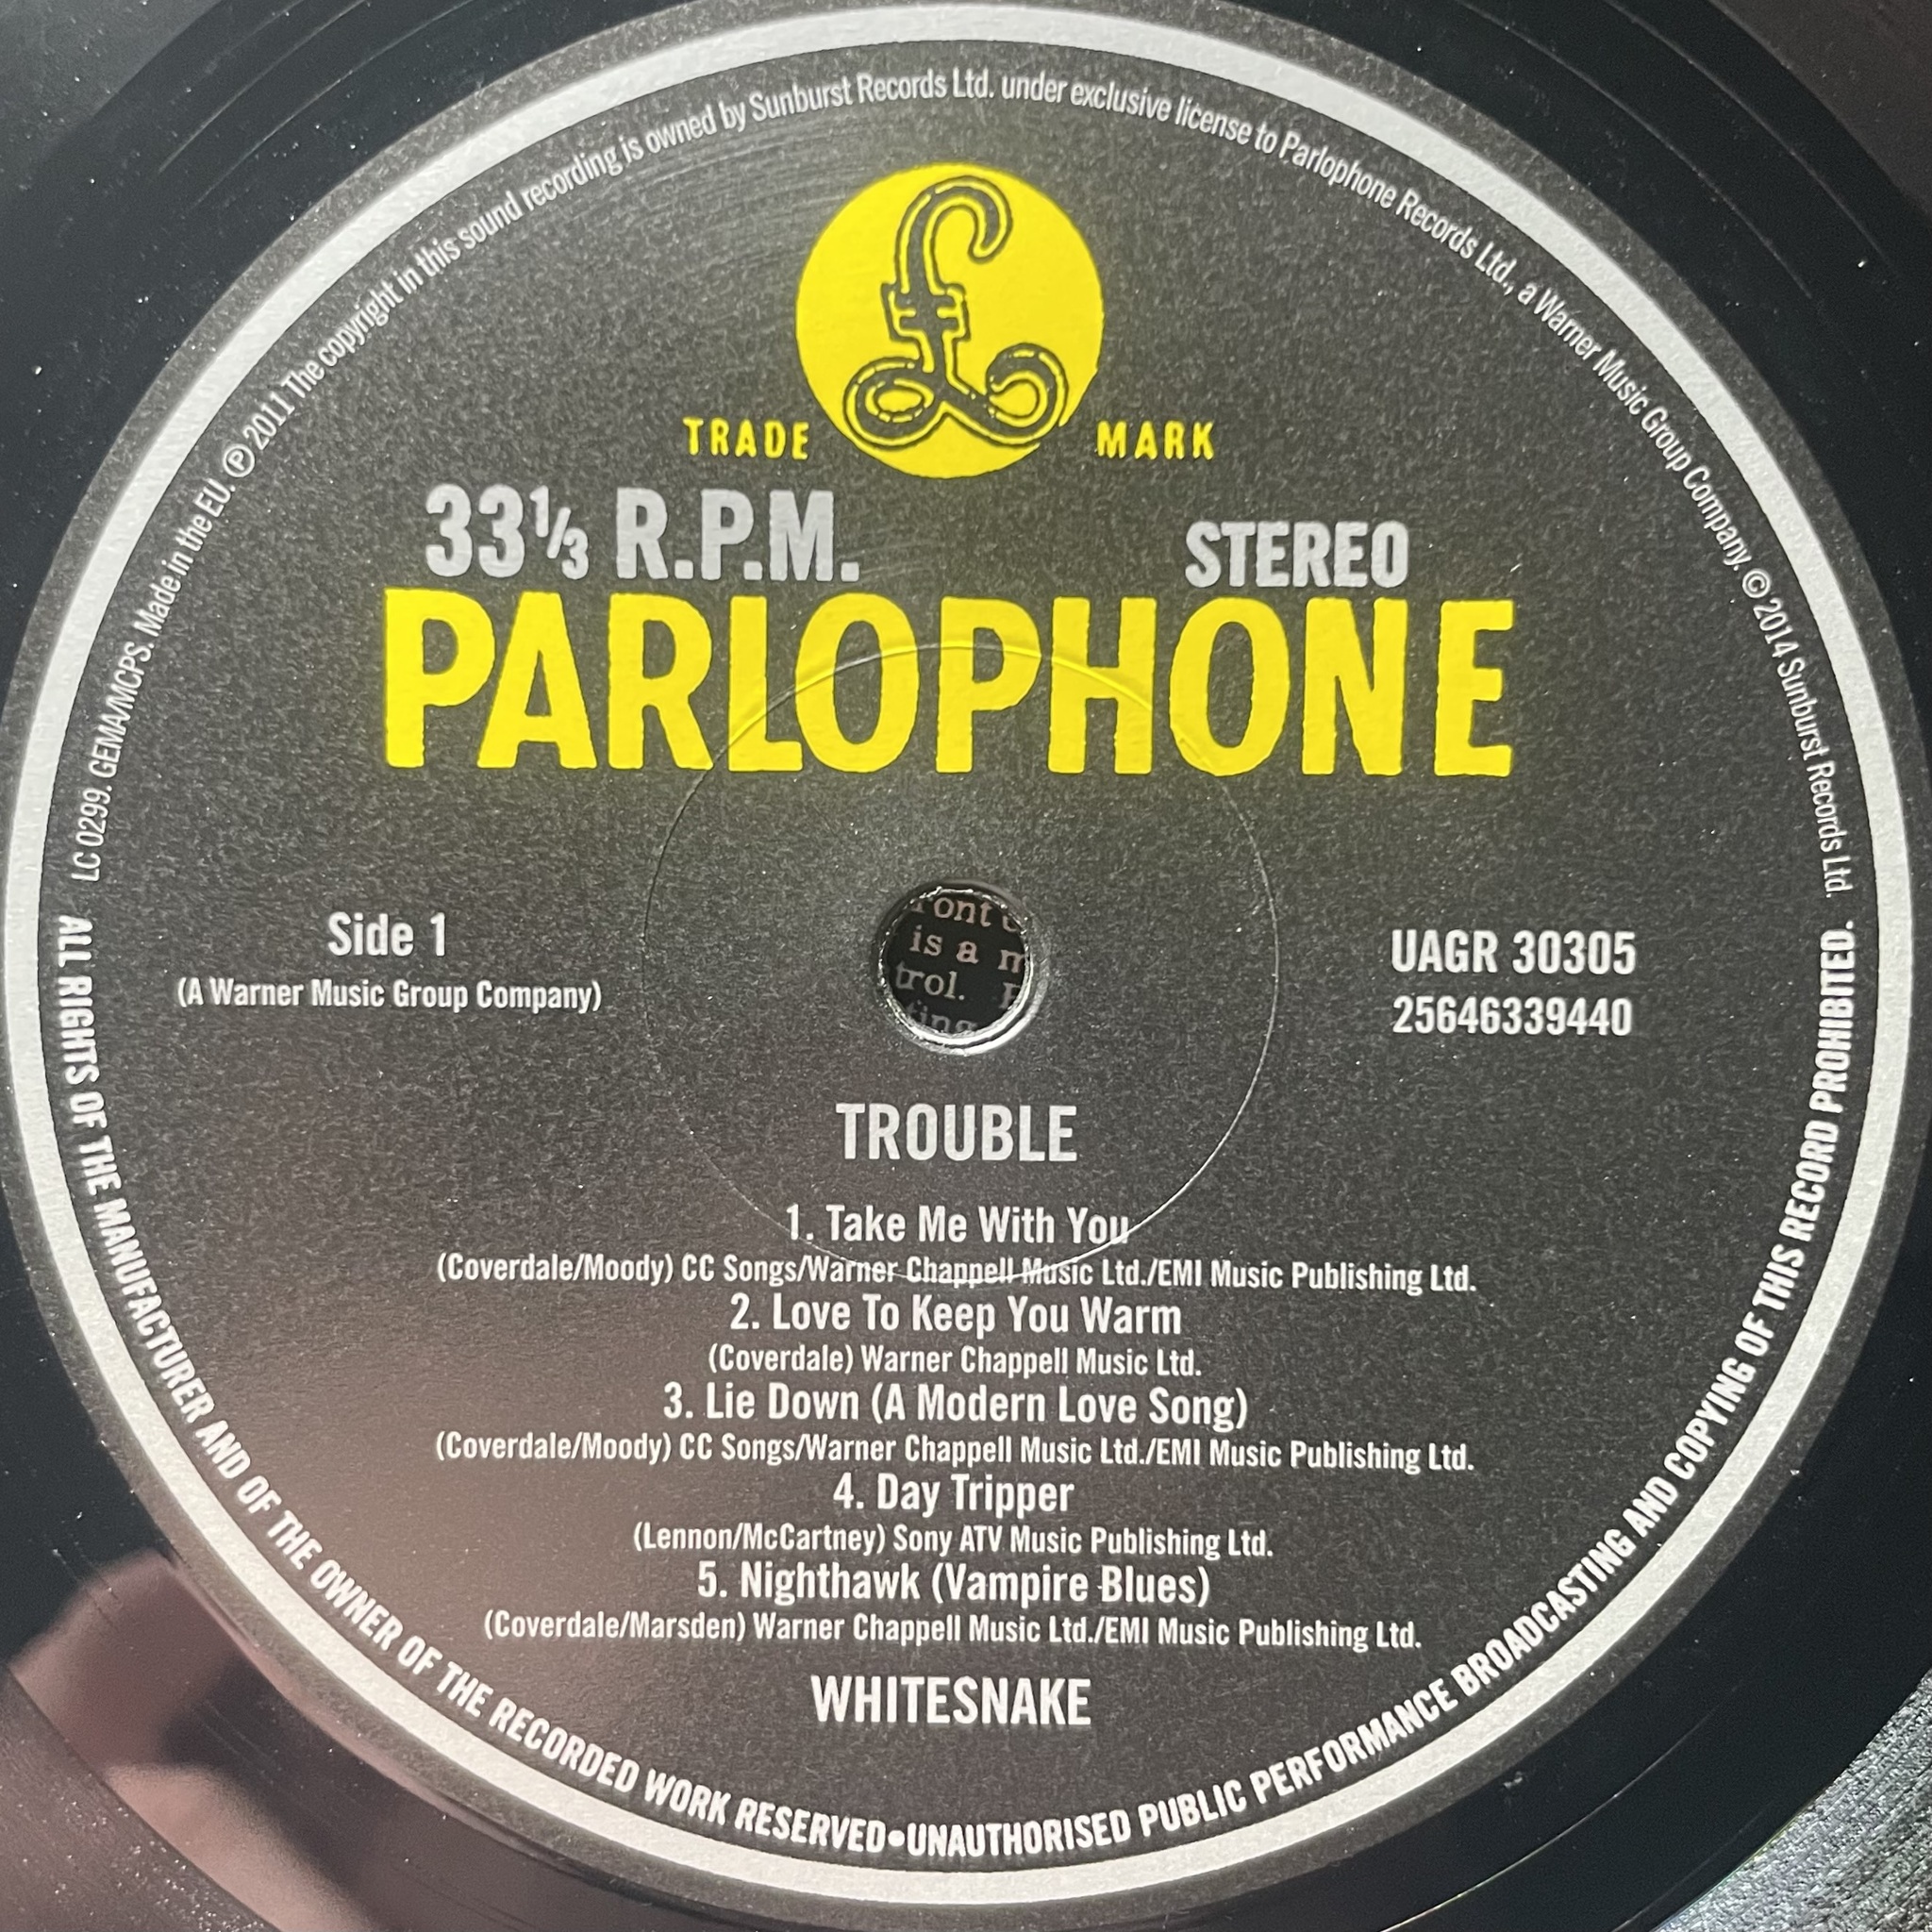 LC 0299. GEMA/MCPS. Made in the EU. ℗ 2011 The copyright in this sound recording is owned by Sunburst Records Ltd. under exclusive license to Parlophone Records Ltd., a Warner Music Group Company. © 2014 Sunburst Records Ltd.
£
TRADE MARK
33⅓ R.P.M. STEREO
PARLOPHONE
Side 1
(A Warner Music Group Company)
UAGR 30305
25646339440
is a
TROUBLE
1. Take Me With You
(Coverdale/Moody) CC Songs/Warner Chappell Music Ltd./EMI Music Publishing Ltd.
2. Love To Keep You Warm
(Coverdale) Warner Chappell Music Ltd.
3. Lie Down (A Modern Love Song)
(Coverdale/Moody) CC Songs/Warner Chappell Music Ltd./EMI Music Publishing Ltd.
4. Day Tripper
(Lennon/McCartney) Sony ATV Music Publishing Ltd.
5. Nighthawk (Vampire Blues)
(Coverdale/Marsden) Warner Chappell Music Ltd./EMI Music Publishing Ltd.
WHITESNAKE
ALL RIGHTS OF THE MANUFACTURER AND OF THE OWNER OF THE RECORDED WORK RESERVED•UNAUTHORISED PUBLIC PERFORMANCE BROADCASTING AND COPYING OF THIS RECORD PROHIBITED.